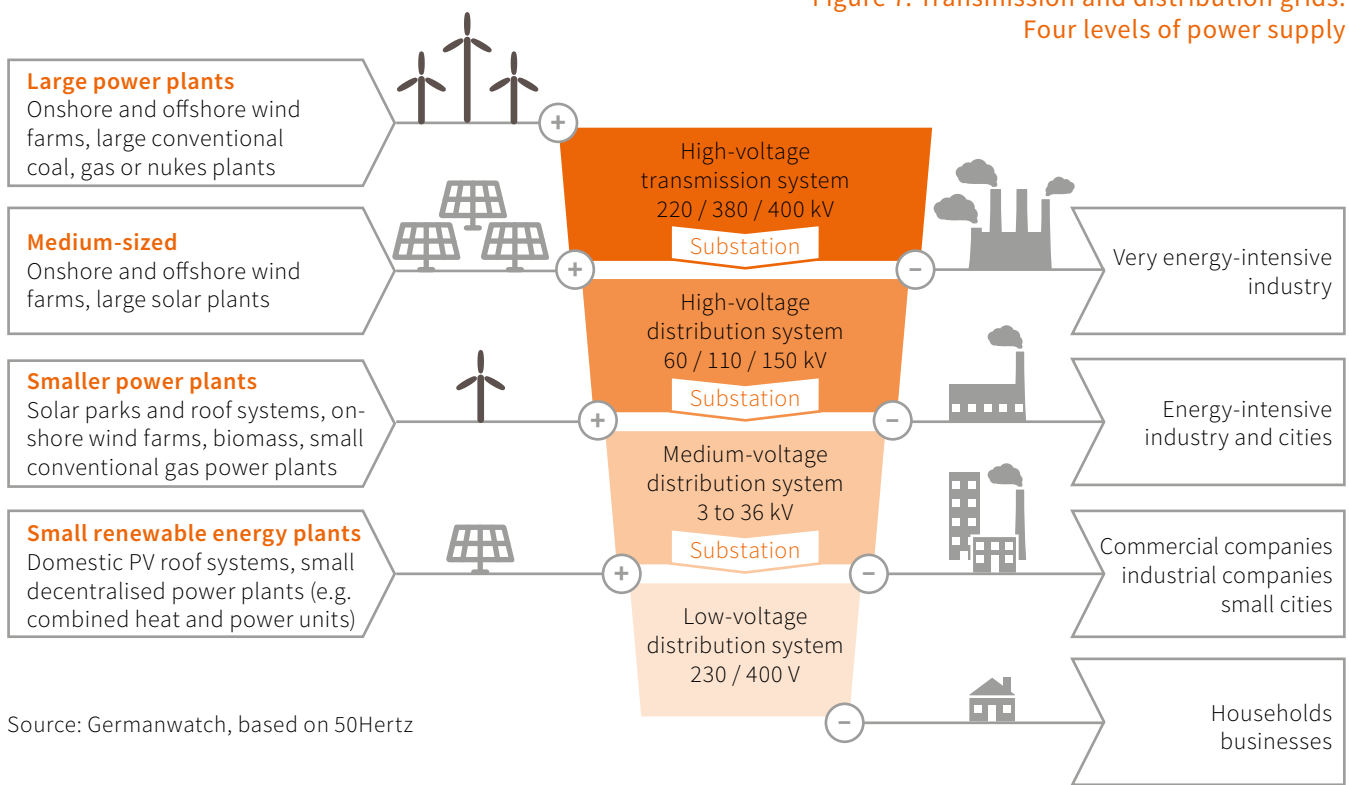 Figure 7: Transmission and distribution grids:
Four levels of power supply
Large power plants
Onshore and offshore wind
farms, large conventional
coal, gas or nukes plants
Medium-sized
Onshore and offshore wind
farms, large solar plants
Smaller power plants
Solar parks and roof systems, on-
shore wind farms, biomass, small
conventional gas power plants
Small renewable energy plants
Domestic PV roof systems, small
decentralised power plants (e.g.
combined heat and power units)
+
+
+
+
High-voltage
transmission system
220 / 380 / 400 kV
Substation
High-voltage
distribution system
60 / 110 / 150 kV
Substation
Medium-voltage
distribution system
3 to 36 kV
Substation
Low-voltage
distribution system
230 / 400 V
−
−
−
−
Very energy-intensive
industry
Energy-intensive
industry and cities
Commercial companies
industrial companies
small cities
Households
businesses
Source: Germanwatch, based on 50Hertz